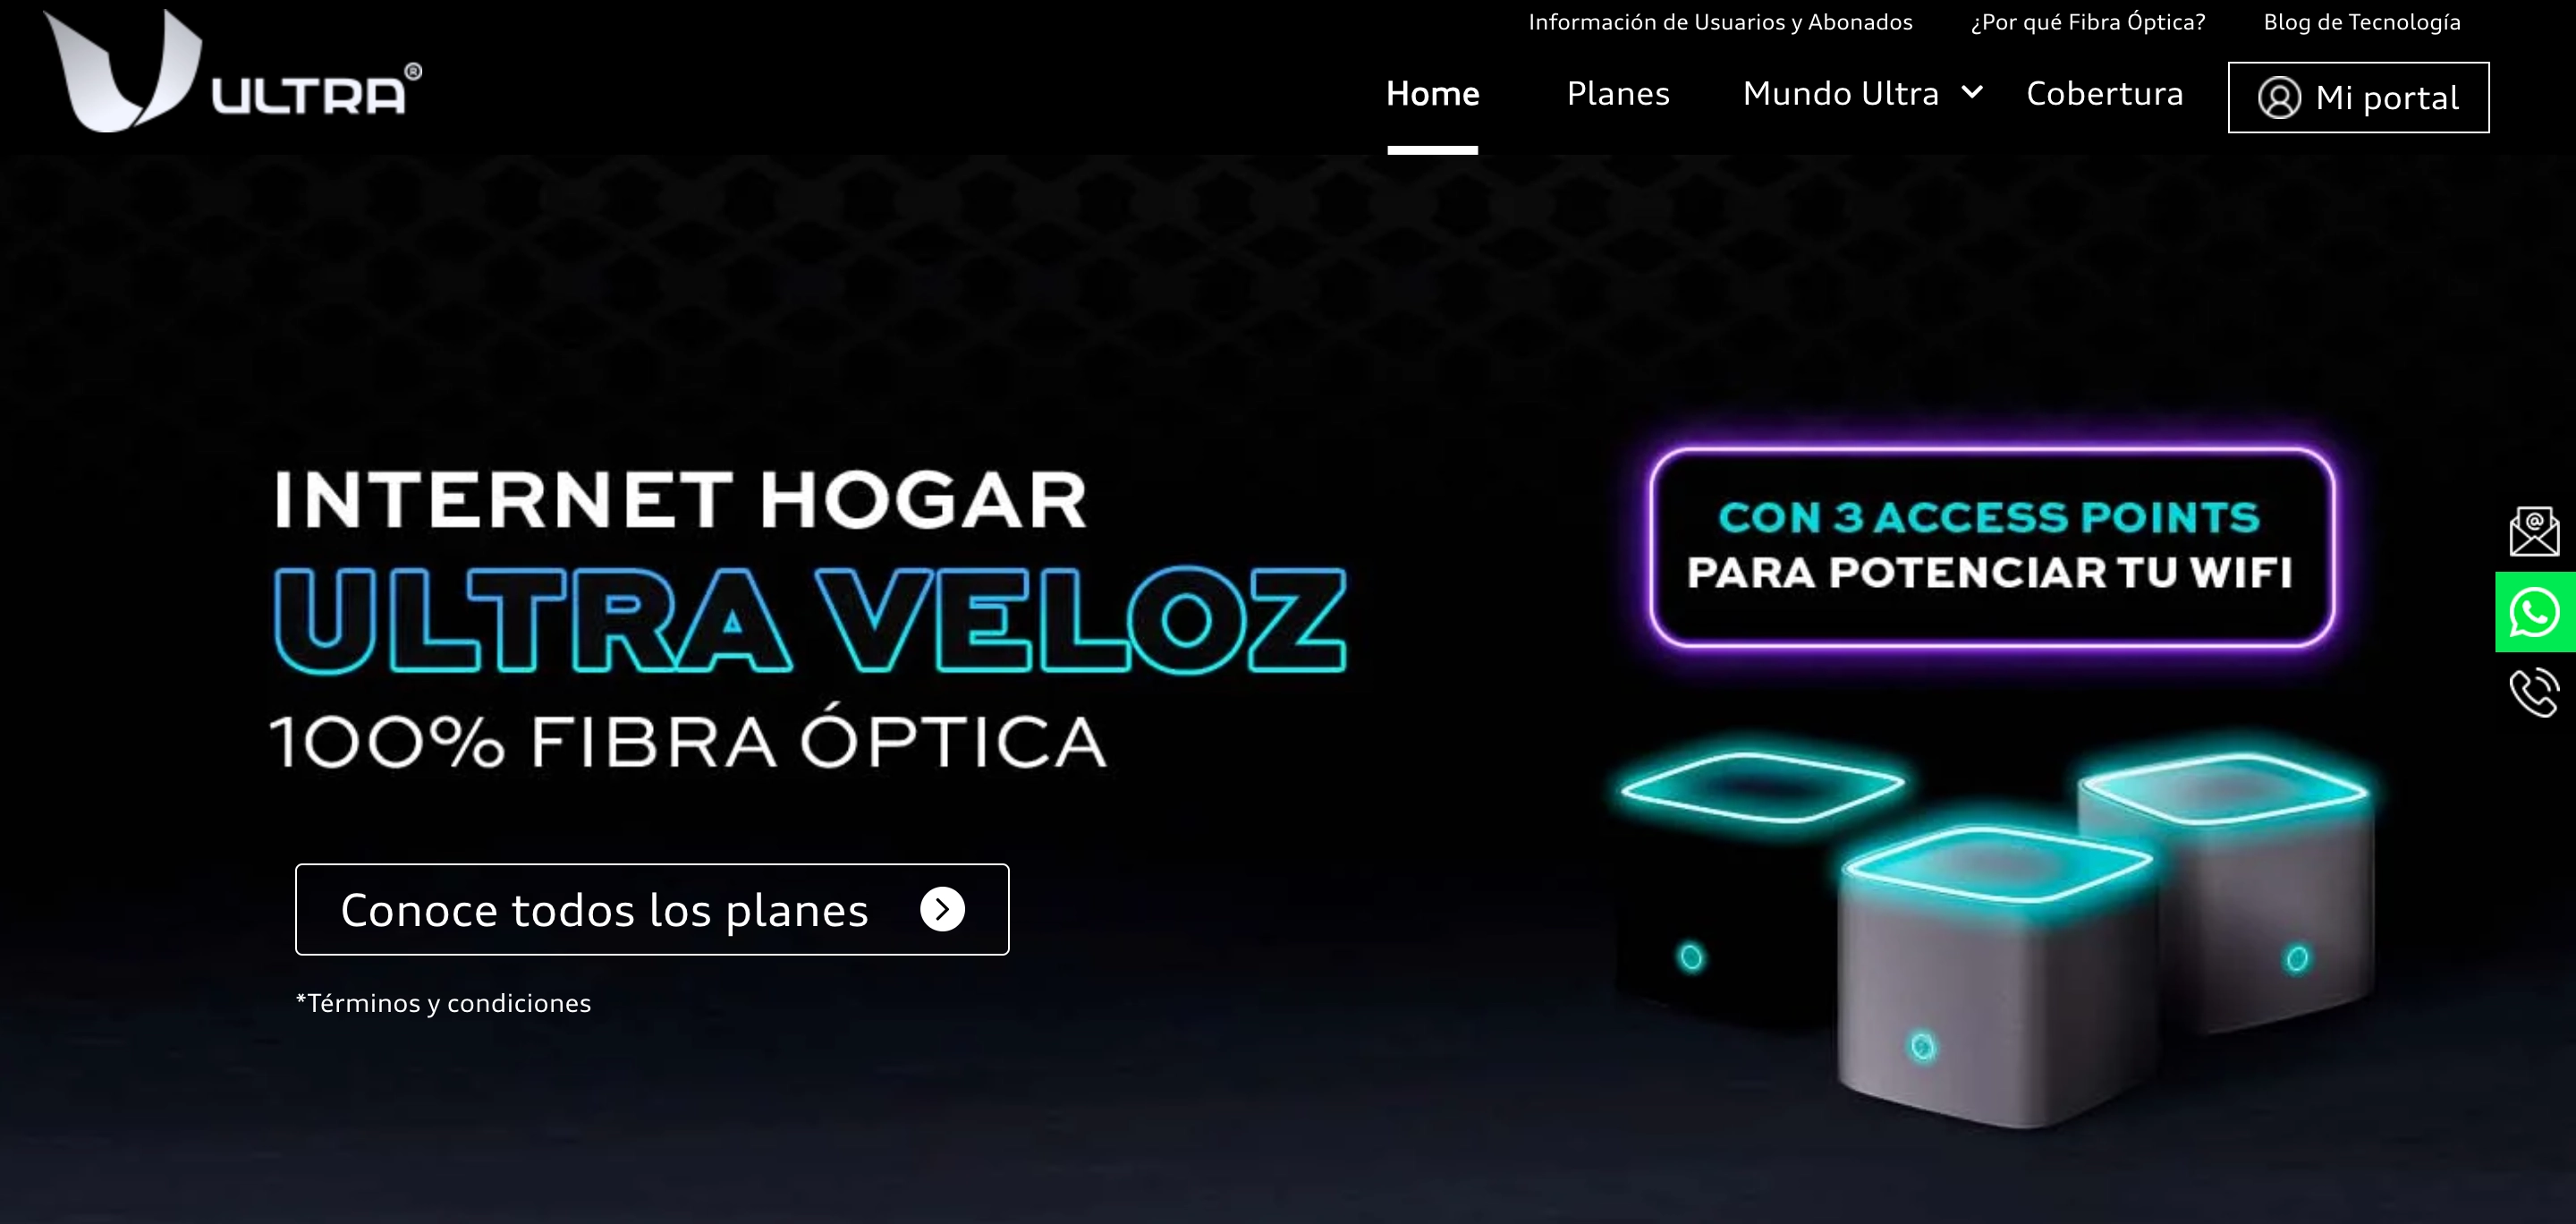 Información de Usuarios y Abonados
¿Por qué Fibra Óptica?
Blog de Tecnología
ULTRA®
Home
Planes
Mundo Ultra
Cobertura
Mi portal
INTERNET HOGAR
ULTRA VELOZ
100% FIBRA ÓPTICA
CON 3 ACCESS POINTS
PARA POTENCIAR TU WIFI
Conoce todos los planes
*Términos y condiciones